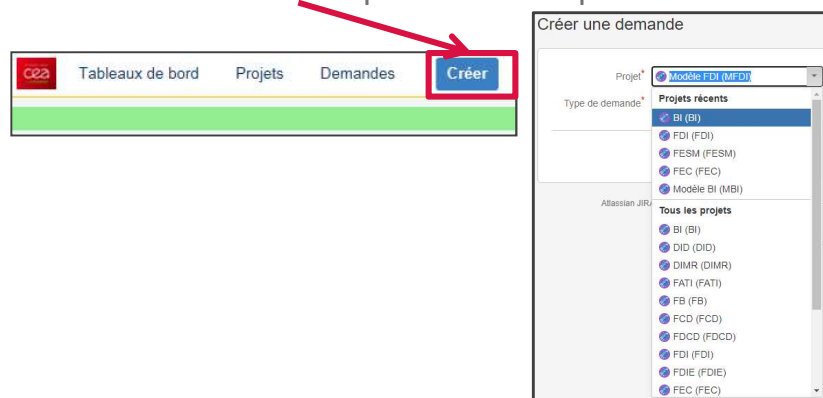 cea Tableaux de bord Projets Demandes Créer
Créer une demande
Projet* Modèle FDI (MFDI)
Type de demande*
Projets récents
BI (BI)
FDI (FDI)
FESM (FESM)
FEC (FEC)
Modèle BI (MBI)
Atlassian JIRA
Tous les projets
BI (BI)
DID (DID)
DIMR (DIMR)
FATI (FATI)
FB (FB)
FCD (FCD)
FDCD (FDCD)
FDI (FDI)
FDIE (FDIE)
FEC (FEC)